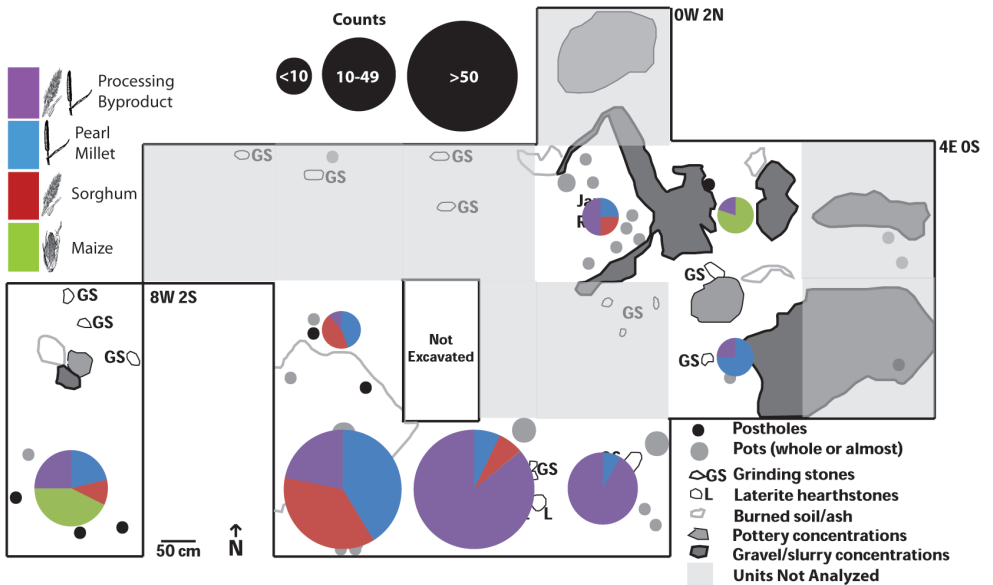 Counts
<10
10-49
>50
0W 2N
Processing
Byproduct
Pearl
Millet
Sorghum
Maize
4E 0S
GS
GS
GS
GS
GS
8W 2S
GS
GS
GS
GS
GS
Not
Excavated
GS
GS
L
50 cm
N
Postholes
Pots (whole or almost)
GS Grinding stones
L Laterite hearthstones
Burned soil/ash
Pottery concentrations
Gravel/slurry concentrations
Units Not Analyzed